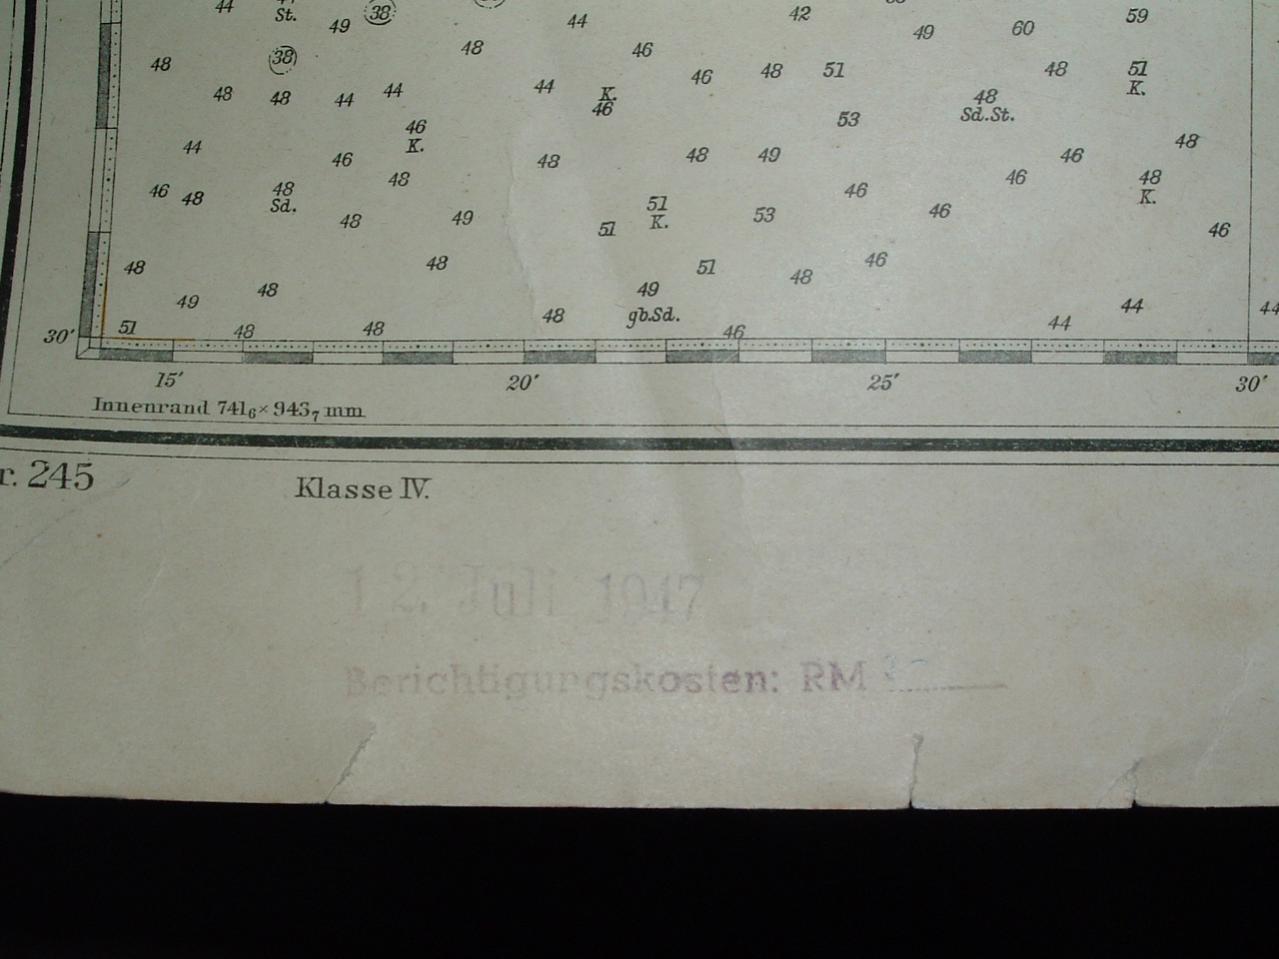 44 St. 49 38 44 42 49 60 59
48 38 48 46 46 48 51 48 51 K.
48 48 44 44 44 K. 46 48 Sd.St.
46 K. 53
44 46 48 48 49 46 48
46 48 48 Sd. 48 51 K. 46 46 48 K.
48 49 51 53 46 46
48 48 51 48 46
49 48 49 gb.Sd. 44 44 44
30' 51 48 48 48 46
15' 20' 25' 30'
Innenrand 741₆ × 943₇ mm
r. 245 Klasse IV.
12. Juli 1947
Berichtigungskosten: RM